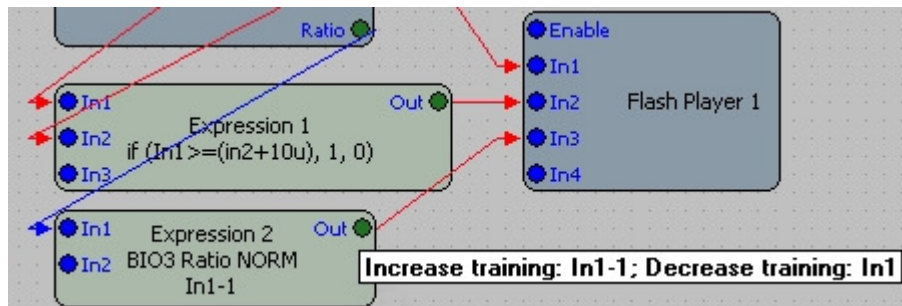 Ratio
Enable
In1
In2
Flash Player 1
In3
In4
In1
Out
Expression 1
In2
if (In1>=(in2+10u), 1, 0)
In3
In1
Expression 2
Out
In2
BIO3 Ratio NORM
In1-1
Increase training: In1-1; Decrease training: In1